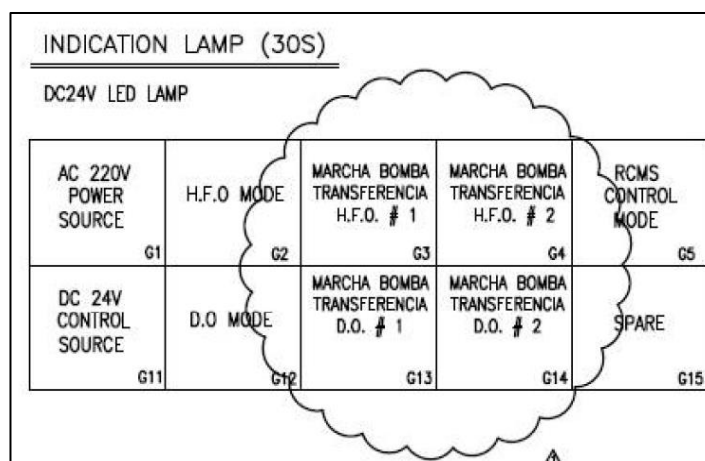 INDICATION LAMP (30S)
DC24V LED LAMP
AC 220V
POWER
SOURCE
G1
H.F.O MODE
G2
MARCHA BOMBA
TRANSFERENCIA
H.F.O. # 1
G3
MARCHA BOMBA
TRANSFERENCIA
H.F.O. # 2
G4
RCMS
CONTROL
MODE
G5
DC 24V
CONTROL
SOURCE
G11
D.O MODE
G12
MARCHA BOMBA
TRANSFERENCIA
D.O. # 1
G13
MARCHA BOMBA
TRANSFERENCIA
D.O. # 2
G14
SPARE
G15